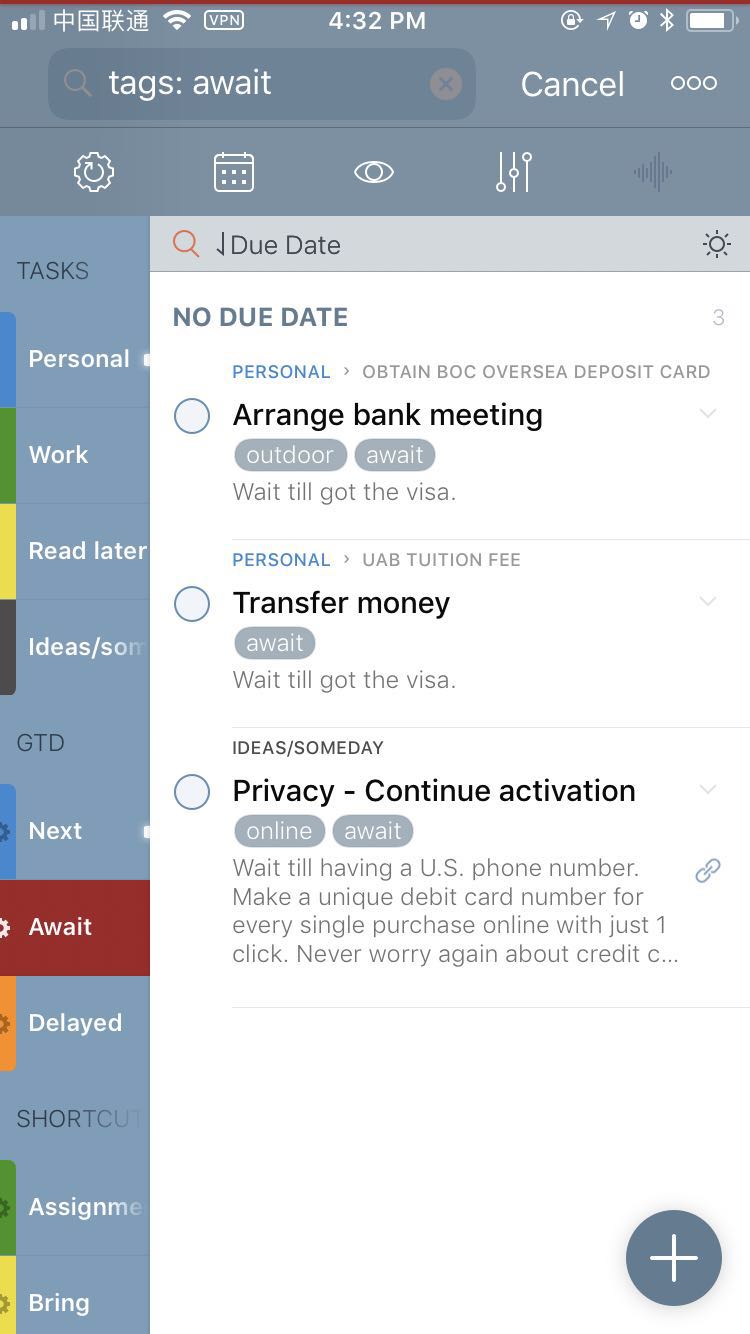 中国联通 VPN 4:32 PM
tags: await Cancel
Due Date
TASKS
Personal
Work
Read later
Ideas/som
GTD
Next
Await
Delayed
SHORTCUT
Assignme
Bring
NO DUE DATE 3
PERSONAL › OBTAIN BOC OVERSEA DEPOSIT CARD
Arrange bank meeting
outdoor await
Wait till got the visa.
PERSONAL › UAB TUITION FEE
Transfer money
await
Wait till got the visa.
IDEAS/SOMEDAY
Privacy - Continue activation
online await
Wait till having a U.S. phone number.
Make a unique debit card number for
every single purchase online with just 1
click. Never worry again about credit c...